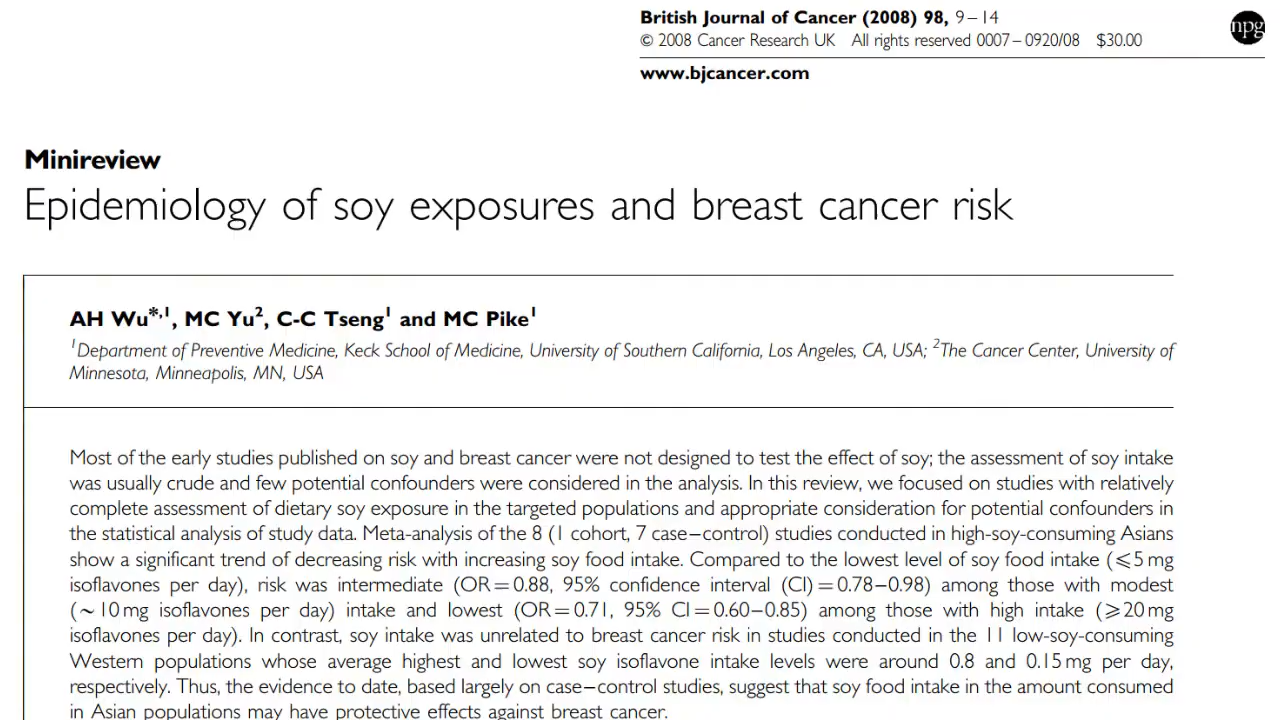 British Journal of Cancer (2008) 98, 9–14
© 2008 Cancer Research UK All rights reserved 0007–0920/08 $30.00
npg
www.bjcancer.com
Minireview
Epidemiology of soy exposures and breast cancer risk
AH Wu*,1, MC Yu2, C-C Tseng1 and MC Pike1
1Department of Preventive Medicine, Keck School of Medicine, University of Southern California, Los Angeles, CA, USA; 2The Cancer Center, University of
Minnesota, Minneapolis, MN, USA
Most of the early studies published on soy and breast cancer were not designed to test the effect of soy; the assessment of soy intake
was usually crude and few potential confounders were considered in the analysis. In this review, we focused on studies with relatively
complete assessment of dietary soy exposure in the targeted populations and appropriate consideration for potential confounders in
the statistical analysis of study data. Meta-analysis of the 8 (1 cohort, 7 case–control) studies conducted in high-soy-consuming Asians
show a significant trend of decreasing risk with increasing soy food intake. Compared to the lowest level of soy food intake (⩽5 mg
isoflavones per day), risk was intermediate (OR=0.88, 95% confidence interval (CI)=0.78–0.98) among those with modest
(~10 mg isoflavones per day) intake and lowest (OR=0.71, 95% CI=0.60–0.85) among those with high intake (⩾20 mg
isoflavones per day). In contrast, soy intake was unrelated to breast cancer risk in studies conducted in the 11 low-soy-consuming
Western populations whose average highest and lowest soy isoflavone intake levels were around 0.8 and 0.15 mg per day,
respectively. Thus, the evidence to date, based largely on case–control studies, suggest that soy food intake in the amount consumed
in Asian populations may have protective effects against breast cancer.